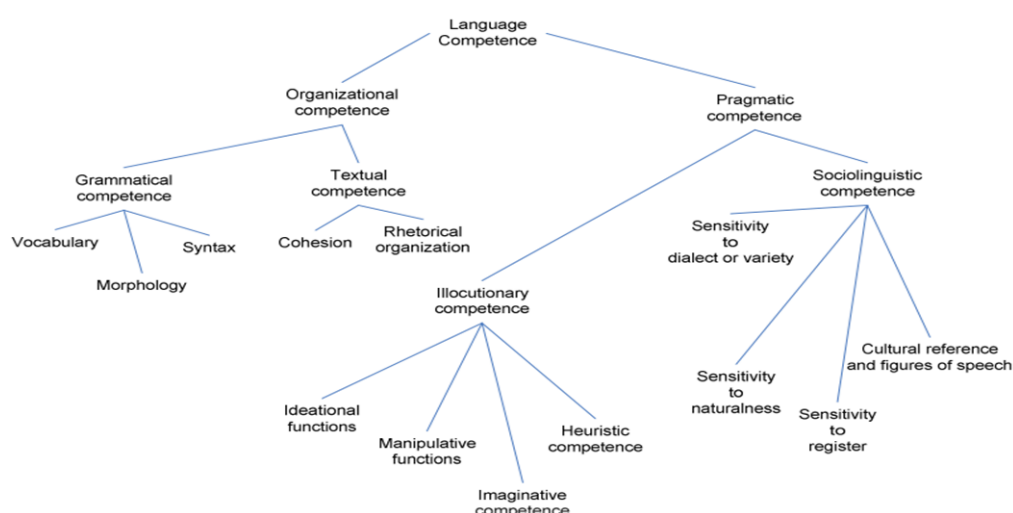 Language
Competence
Organizational
competence
Pragmatic
competence
Grammatical
competence
Textual
competence
Sociolinguistic
competence
Vocabulary
Morphology
Syntax
Cohesion
Rhetorical
organization
Sensitivity
to
dialect or variety
Illocutionary
competence
Sensitivity
to
naturalness
Sensitivity
to
register
Cultural reference
and figures of speech
Ideational
functions
Manipulative
functions
Imaginative
competence
Heuristic
competence